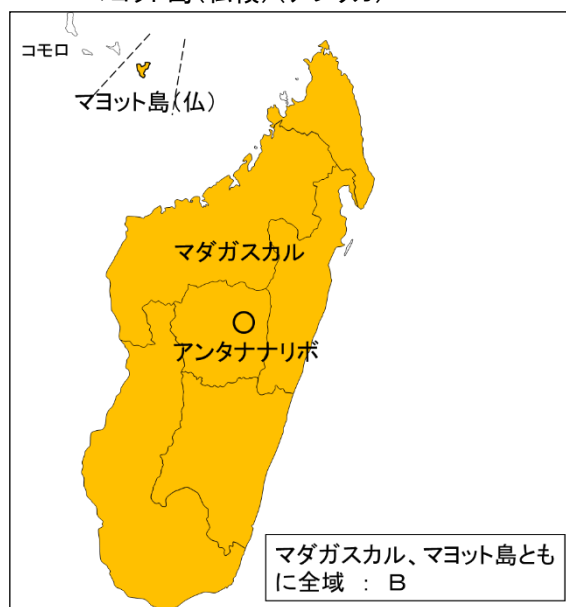 コモロ
マヨット島(仏)
マダガスカル
アンタナナリボ
マダガスカル、マヨット島とも
に全域 : B